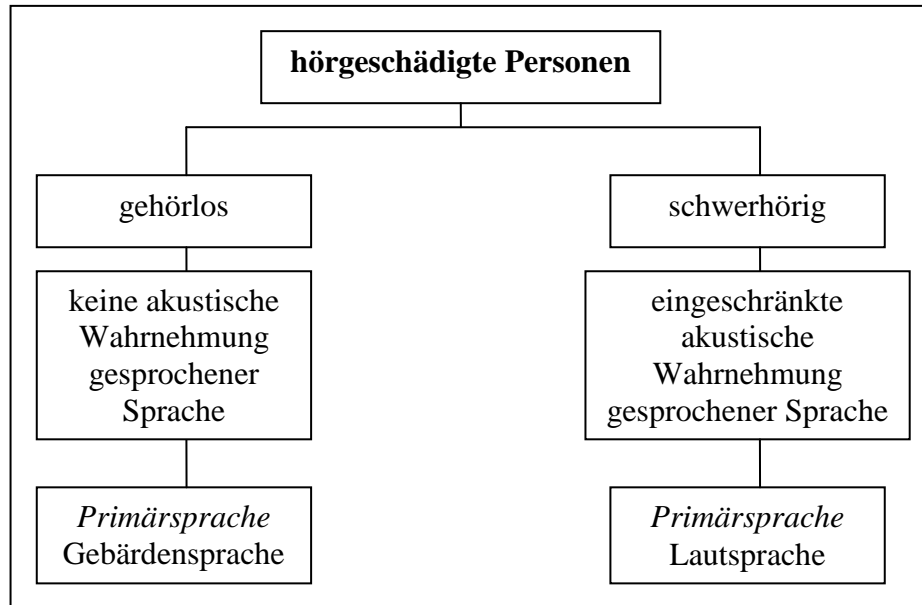 hörgeschädigte Personen
gehörlos
schwerhörig
keine akustische
Wahrnehmung
gesprochener
Sprache
eingeschränkte
akustische
Wahrnehmung
gesprochener Sprache
Primärsprache
Gebärdensprache
Primärsprache
Lautsprache